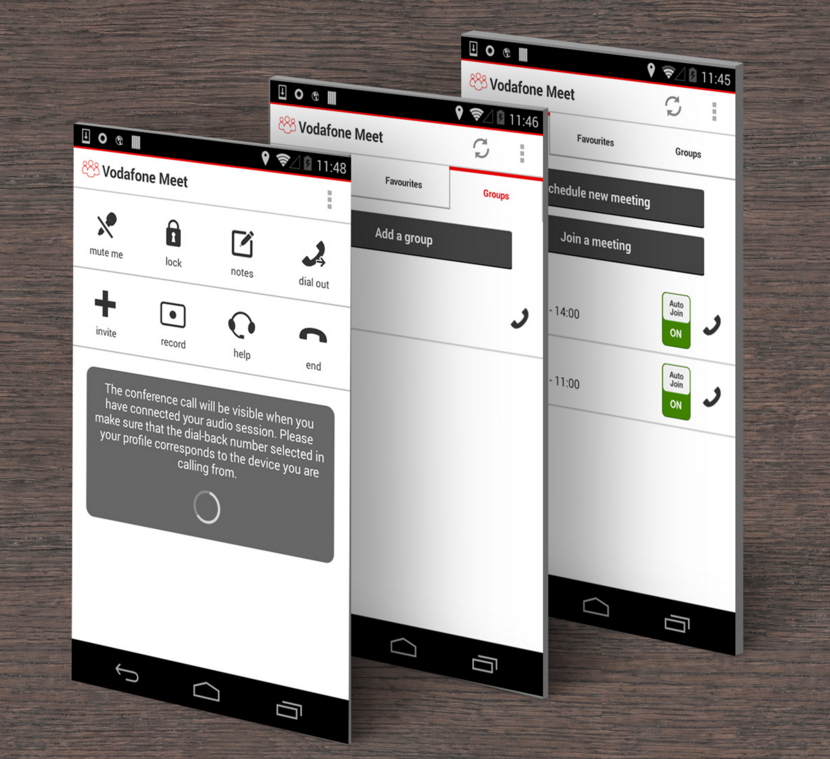 11:48
Vodafone Meet
mute me
lock
notes
dial out
invite
record
help
end
The conference call will be visible when you
have connected your audio session. Please
make sure that the dial-back number selected in
your profile corresponds to the device you are
calling from.
11:46
Vodafone Meet
Favourites
Groups
Add a group
11:45
Vodafone Meet
Favourites
Groups
new meeting
Join a meeting
- 14:00
Auto
Join
ON
- 11:00
Auto
Join
ON